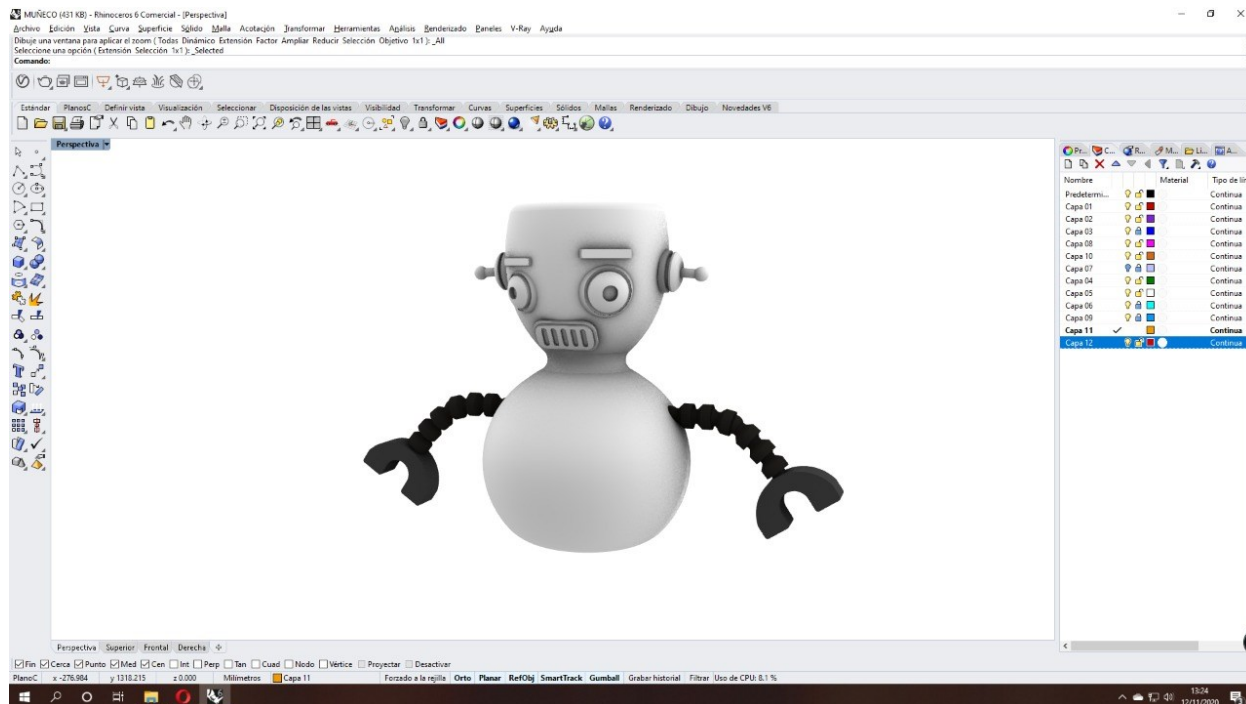 MUÑECO (431 KB) - Rhinoceros 6 Comercial - [Perspectiva]
Archivo Edición Vista Curva Superficie Sólido Malla Acotación Transformar Herramientas Análisis Renderizado Paneles V-Ray Ayuda
Dibuje una ventana para aplicar el zoom ( Todas Dinámico Extensión Factor Ampliar Reducir Selección Objetivo 1x1 ): _All
Seleccione una opción ( Extensión Selección 1x1 ): _Selected
Comando:
Estándar PlanosC Definir vista Visualización Seleccionar Disposición de las vistas Visibilidad Transformar Curvas Superficies Sólidos Mallas Renderizado Dibujo Novedades V6
Perspectiva
Pr... C... R... M... Li... A...
Nombre Material Tipo de lín
Predetermi... Continua
Capa 01 Continua
Capa 02 Continua
Capa 03 Continua
Capa 08 Continua
Capa 10 Continua
Capa 07 Continua
Capa 04 Continua
Capa 05 Continua
Capa 06 Continua
Capa 09 Continua
Capa 11 Continua
Capa 12 Continua
Perspectiva Superior Frontal Derecha
Fin Cerca Punto Med Cen Int Perp Tan Cuad Nodo Vértice Proyectar Desactivar
PlanoC x -276.984 y 1318.215 z 0.000 Milímetros Capa 11 Forzado a la rejilla Orto Planar RefObj SmartTrack Gumball Grabar historial Filtrar Uso de CPU: 8.1 %
13:24
12/11/2020